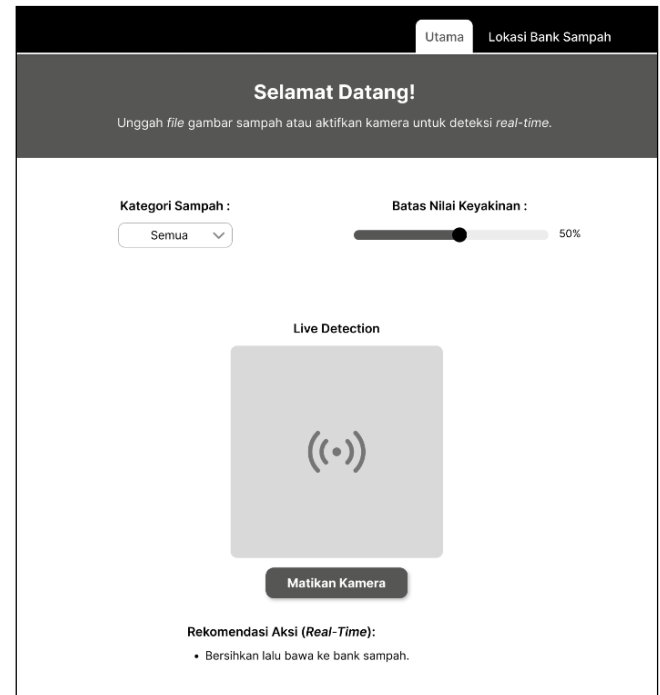 Utama
Lokasi Bank Sampah
Selamat Datang!
Unggah file gambar sampah atau aktifkan kamera untuk deteksi real-time.
Kategori Sampah :
Batas Nilai Keyakinan :
Semua
50%
Live Detection
Matikan Kamera
Rekomendasi Aksi (Real-Time):
• Bersihkan lalu bawa ke bank sampah.